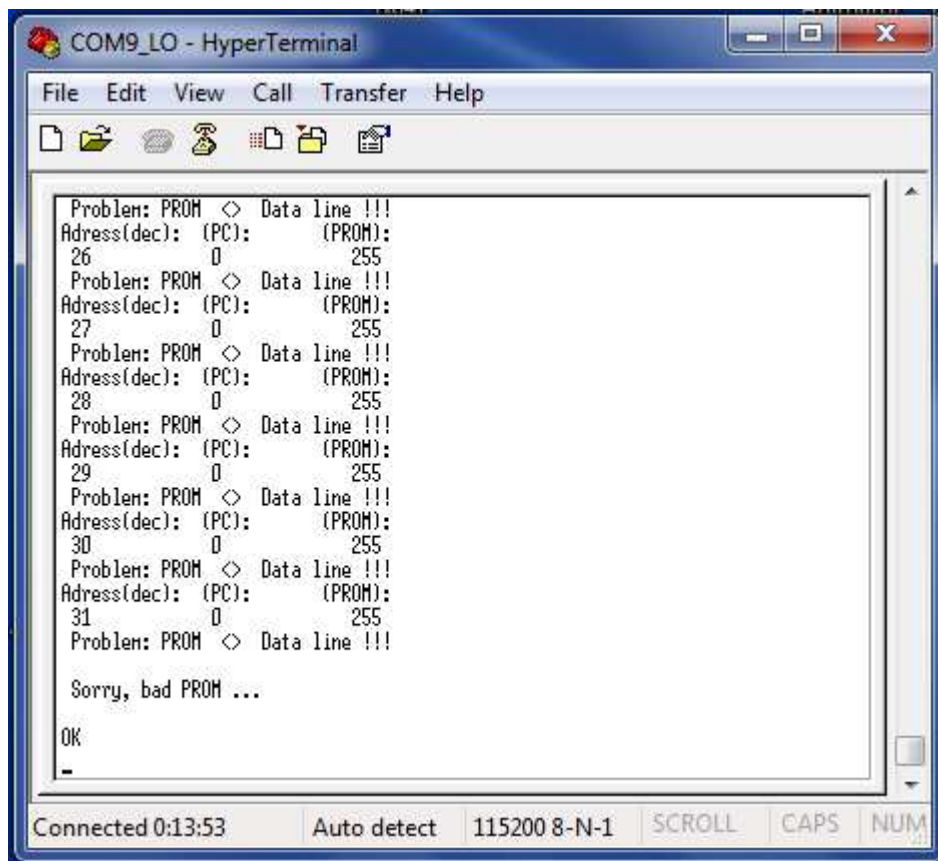 COM9_LO - HyperTerminal
File Edit View Call Transfer Help
Problem: PROM <> Data line !!!
Adress(dec): (PC): (PROM):
26 0 255
Problem: PROM <> Data line !!!
Adress(dec): (PC): (PROM):
27 0 255
Problem: PROM <> Data line !!!
Adress(dec): (PC): (PROM):
28 0 255
Problem: PROM <> Data line !!!
Adress(dec): (PC): (PROM):
29 0 255
Problem: PROM <> Data line !!!
Adress(dec): (PC): (PROM):
30 0 255
Problem: PROM <> Data line !!!
Adress(dec): (PC): (PROM):
31 0 255
Problem: PROM <> Data line !!!
Sorry, bad PROM ...
OK
Connected 0:13:53 Auto detect 115200 8-N-1 SCROLL CAPS NUM